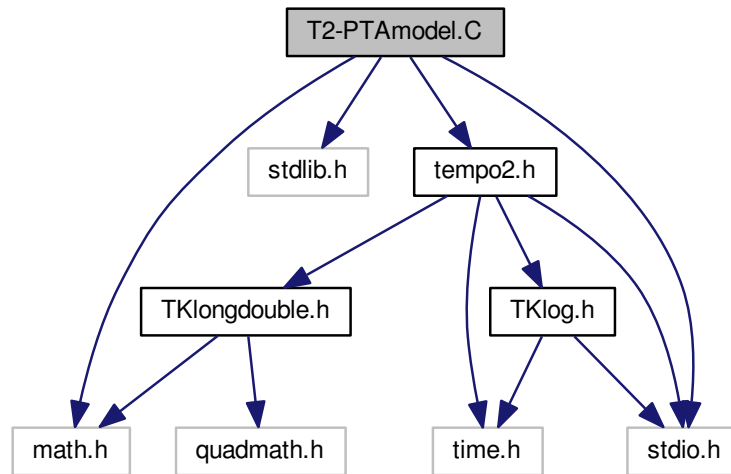 T2-PTAmodel.C
stdlib.h
tempo2.h
TKlongdouble.h
TKlog.h
math.h
quadmath.h
time.h
stdio.h